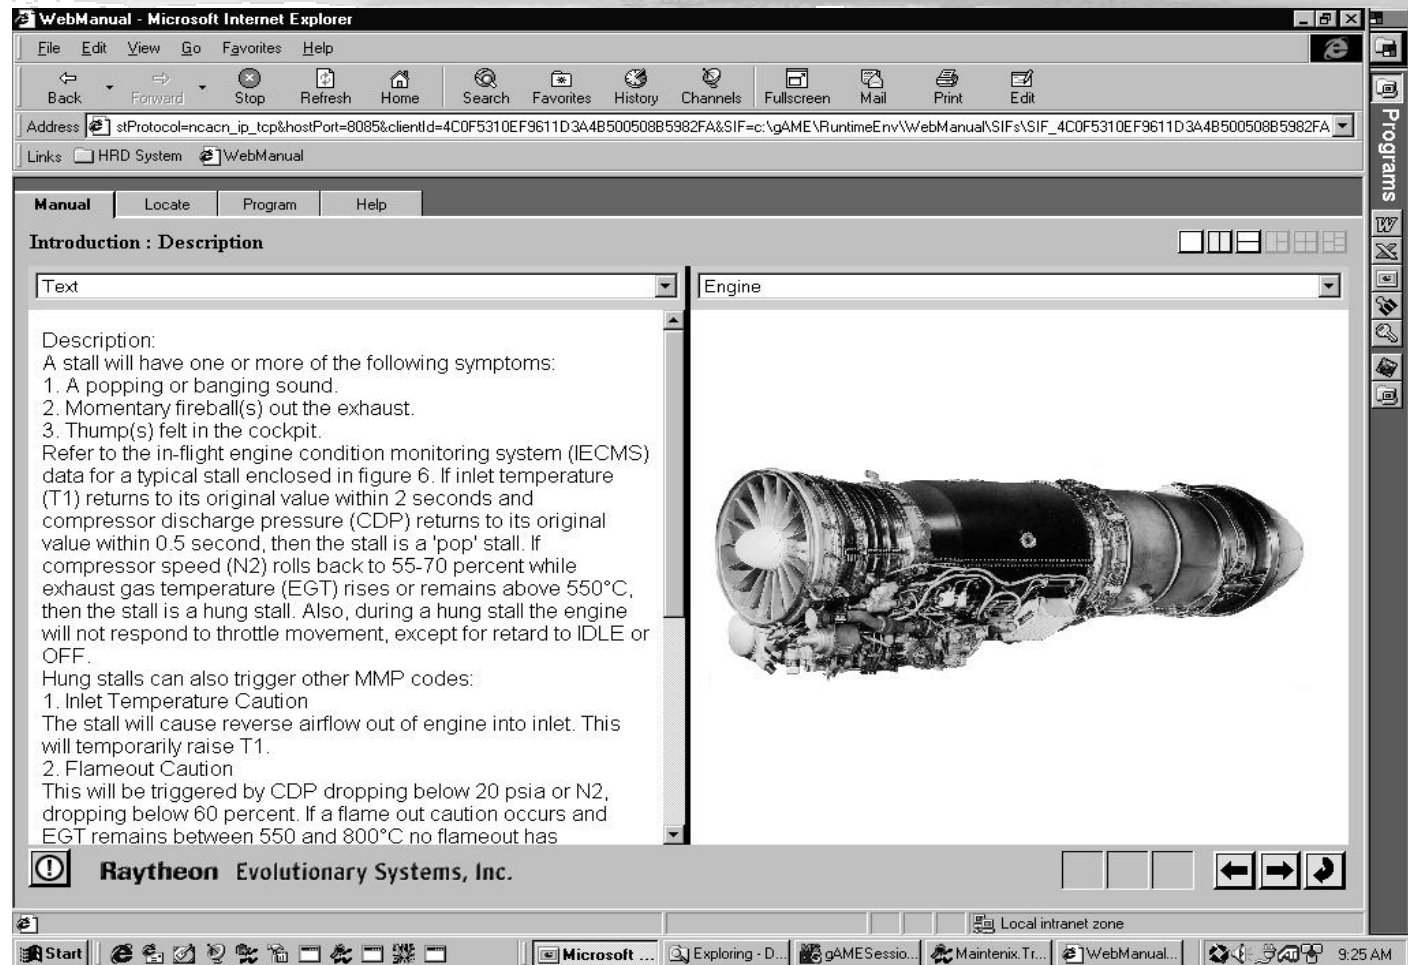 WebManual - Microsoft Internet Explorer
File Edit View Go Favorites Help
Back Forward Stop Refresh Home Search Favorites History Channels Fullscreen Mail Print Edit
Address stProtocol=ncacn_ip_tcp&hostPort=8085&clientId=4C0F5310EF9611D3A4B500508B5982FA&SIF=c:\gAME\RuntimeEnv\WebManual\SIFs\SIF_4C0F5310EF9611D3A4B500508B5982FA
Links HRD System WebManual
Programs
Manual Locate Program Help
Introduction : Description
Text
Engine
Description:
A stall will have one or more of the following symptoms:
1. A popping or banging sound.
2. Momentary fireball(s) out the exhaust.
3. Thump(s) felt in the cockpit.
Refer to the in-flight engine condition monitoring system (IECMS)
data for a typical stall enclosed in figure 6. If inlet temperature
(T1) returns to its original value within 2 seconds and
compressor discharge pressure (CDP) returns to its original
value within 0.5 second, then the stall is a 'pop' stall. If
compressor speed (N2) rolls back to 55-70 percent while
exhaust gas temperature (EGT) rises or remains above 550°C,
then the stall is a hung stall. Also, during a hung stall the engine
will not respond to throttle movement, except for retard to IDLE or
OFF.
Hung stalls can also trigger other MMP codes:
1. Inlet Temperature Caution
The stall will cause reverse airflow out of engine into inlet. This
will temporarily raise T1.
2. Flameout Caution
This will be triggered by CDP dropping below 20 psia or N2,
dropping below 60 percent. If a flame out caution occurs and
EGT remains between 550 and 800°C no flameout has
Raytheon Evolutionary Systems, Inc.
Local intranet zone
Start Microsoft ... Exploring - D... gAMESessio... Maintenix.Tr... WebManual... 9:25 AM